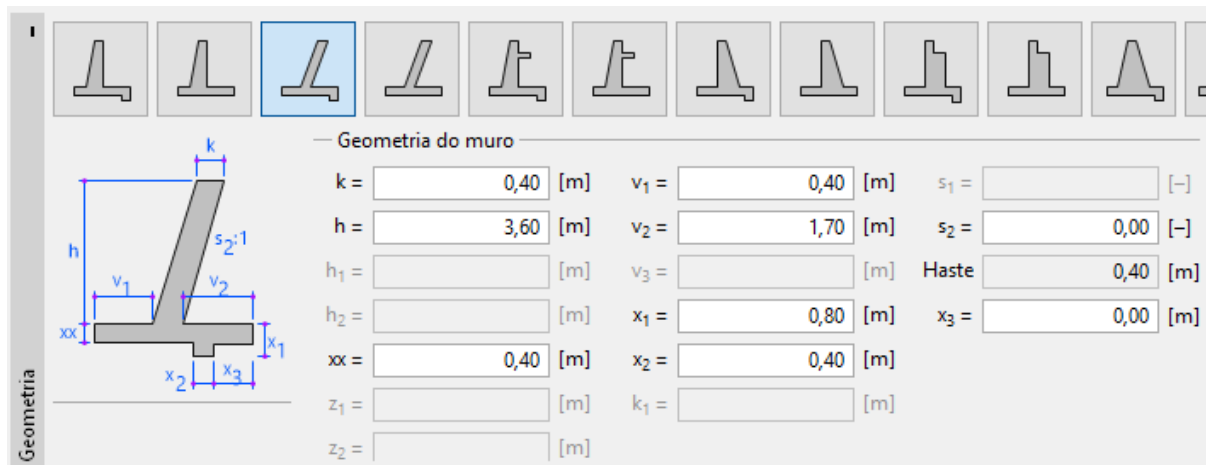 k
h
s2:1
v1
v2
xx
x1
x2
x3
Geometria do muro
k = 0,40 [m] v1 = 0,40 [m] s1 = [–]
h = 3,60 [m] v2 = 1,70 [m] s2 = 0,00 [–]
h1 = [m] v3 = [m] Haste 0,40 [m]
h2 = [m] x1 = 0,80 [m] x3 = 0,00 [m]
xx = 0,40 [m] x2 = 0,40 [m]
z1 = [m] k1 = [m]
z2 = [m]
Geometria